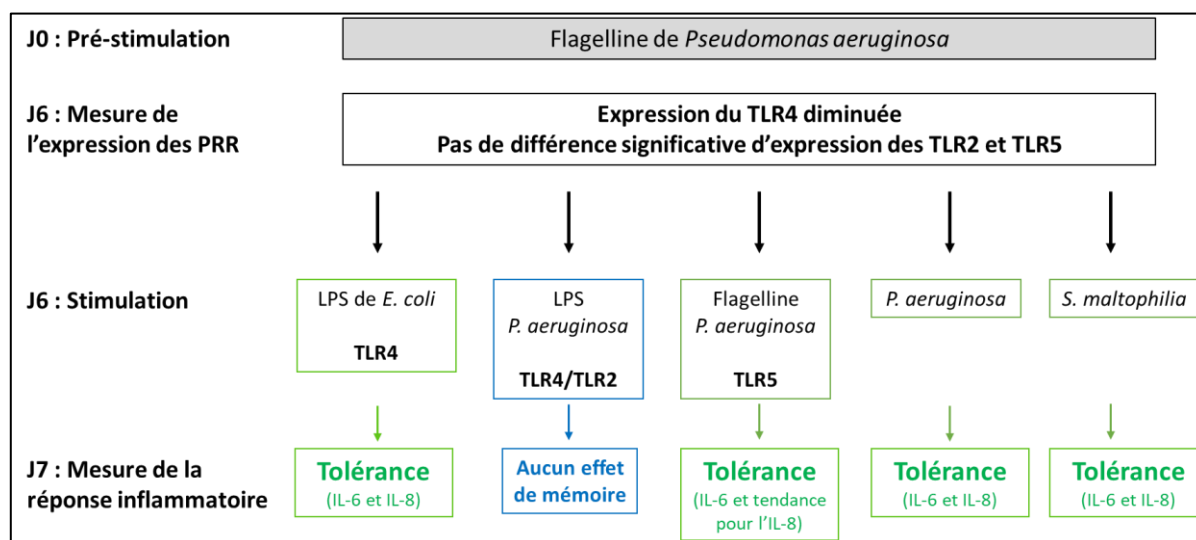 J0 : Pré-stimulation
Flagelline de Pseudomonas aeruginosa
J6 : Mesure de
l’expression des PRR
Expression du TLR4 diminuée
Pas de différence significative d’expression des TLR2 et TLR5
J6 : Stimulation
LPS de E. coli
TLR4
LPS
P. aeruginosa
TLR4/TLR2
Flagelline
P. aeruginosa
TLR5
P. aeruginosa
S. maltophilia
J7 : Mesure de la
réponse inflammatoire
Tolérance
(IL-6 et IL-8)
Aucun effet
de mémoire
Tolérance
(IL-6 et tendance
pour l’IL-8)
Tolérance
(IL-6 et IL-8)
Tolérance
(IL-6 et IL-8)